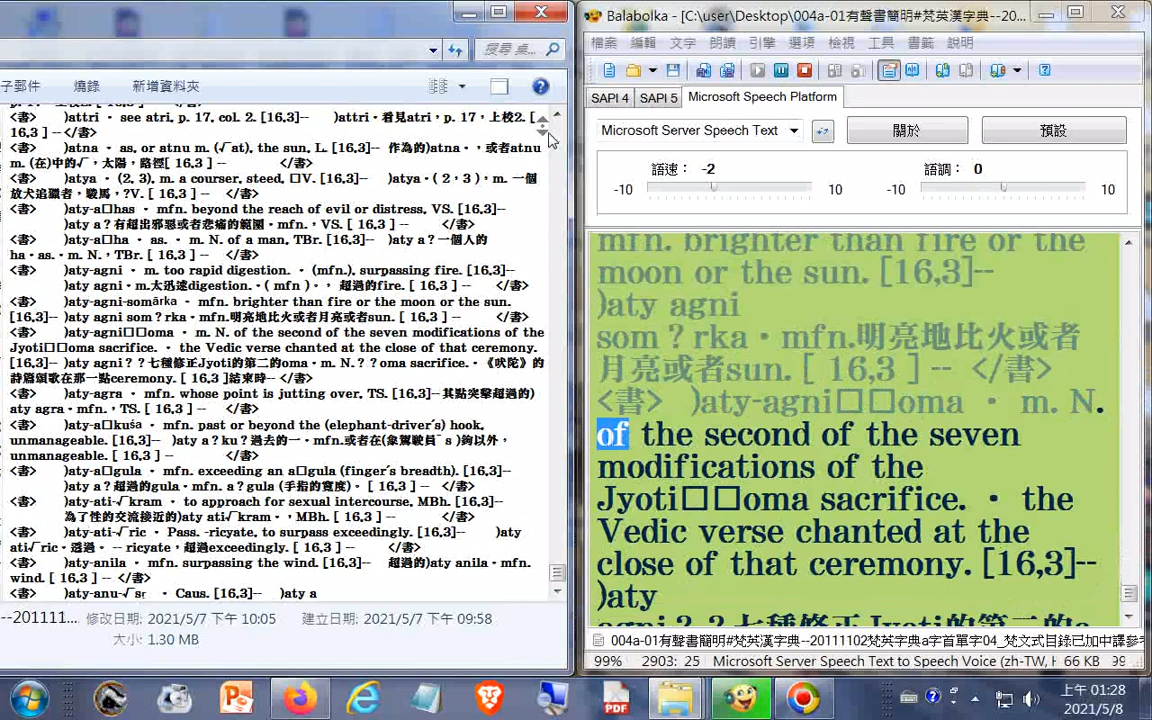 搜尋 桌...
子郵件 燒錄 新增資料夾
<書> )attri • see atri, p. 17, col. 2. [16,3]-- )attri • 看見atri，p. 17，上校2. [
16,3 ] -- </書>
<書> )atna • as, or atnu m. (√at), the sun, L. [16,3]-- 作為的)atna • ，或者atnu
m. (在)中的√，太陽，路徑[ 16,3 ] -- </書>
<書> )atya • (2, 3), m. a courser, steed, □V. [16,3]-- )atya • ( 2，3 )，m. 一個
放犬追獵者，駿馬，?V. [ 16,3 ] -- </書>
<書> )aty-a□has • mfn. beyond the reach of evil or distress, VS. [16,3]--
)aty a？有超出邪惡或者悲痛的範圍 • mfn.，VS. [ 16,3 ] -- </書>
<書> )aty-a□ha • as, • m. N. of a man, TBr. [16,3]-- )aty a？一個人的
ha • as, • m. N，TBr. [ 16,3 ] -- </書>
<書> )aty-agni • m. too rapid digestion. • (mfn.), surpassing fire. [16,3]--
)aty agni • m.太迅速digestion. • ( mfn )，，超過的fire. [ 16,3 ] -- </書>
<書> )aty-agni-somārka • mfn. brighter than fire or the moon or the sun.
[16,3]-- )aty agni som？rka • mfn.明亮地比火或者月亮或者sun. [ 16,3 ] -- </書>
<書> )aty-agni□□oma • m. N. of the second of the seven modifications of the
Jyoti□□oma sacrifice. • the Vedic verse chanted at the close of that ceremony.
[16,3]-- )aty agni？？七種修正Jyoti的第二的oma • m. N.？？oma sacrifice. • 《吠陀》的
詩篇頌歌在那一點ceremony. [ 16,3 ]結束時-- </書>
<書> )aty-agra • mfn. whose point is jutting over, TS. [16,3]--其點突擊超過的)
aty agra • mfn.，TS. [ 16,3 ] -- </書>
<書> )aty-a□kuśa • mfn. past or beyond the (elephant-driver's) hook,
unmanageable. [16,3]-- )aty a？ku？過去的一，mfn.或者在(象駕駛員 s )鉤以外，
unmanageable. [ 16,3 ] -- </書>
<書> )aty-a□gula • mfn. exceeding an a□gula (finger's breadth). [16,3]--
)aty a？超過的gula • mfn. a？gula (手指的寬度)。 [ 16,3 ] -- </書>
<書> )aty-ati-√kram • to approach for sexual intercourse, MBh. [16,3]--
為了性的交流接近的)aty ati√kram • ，MBh. [ 16,3 ] -- </書>
<書> )aty-ati-√ric • Pass. -ricyate, to surpass exceedingly. [16,3]-- )aty
ati√ric • 透過。 -- ricyate，超過exceedingly. [ 16,3 ] -- </書>
<書> )aty-anila • mfn. surpassing the wind. [16,3]-- 超過的)aty anila • mfn.
wind. [ 16,3 ] -- </書>
<書> )aty-anu-√sṛ • Caus. [16,3]-- )aty a
--201111... 修改日期: 2021/5/7 下午 10:05 建立日期: 2021/5/7 下午 09:58
大小: 1.30 MB
Balabolka - [C:\user\Desktop\004a-01有聲書簡明#梵英漢字典--20...
檔案 編輯 文字 朗讀 引擎 選項 檢視 工具 書籤 說明
SAPI 4 SAPI 5 Microsoft Speech Platform
Microsoft Server Speech Text 關於 預設
語速: -2 語調: 0
-10 10 -10 10
mfn. brighter than fire or the
moon or the sun. [16,3]--
)aty agni
som？rka • mfn.明亮地比火或者
月亮或者sun. [ 16,3 ] -- </書>
<書> )aty-agni□□oma • m. N.
of the second of the seven
modifications of the
Jyoti□□oma sacrifice. • the
Vedic verse chanted at the
close of that ceremony. [16,3]--
)aty
agni？？七種修正Jyoti的第二的o
004a-01有聲書簡明#梵英漢字典--20111102梵英字典a字首單字04_梵文式目錄已加中譯參考
99% 2903: 25 Microsoft Server Speech Text to Speech Voice (zh-TW, H 66 KB
上午 01:28
2021/5/8